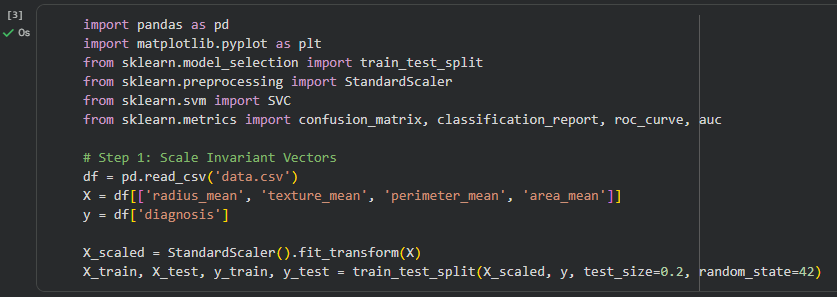 [3]
0s
import pandas as pd
import matplotlib.pyplot as plt
from sklearn.model_selection import train_test_split
from sklearn.preprocessing import StandardScaler
from sklearn.svm import SVC
from sklearn.metrics import confusion_matrix, classification_report, roc_curve, auc
# Step 1: Scale Invariant Vectors
df = pd.read_csv('data.csv')
X = df[['radius_mean', 'texture_mean', 'perimeter_mean', 'area_mean']]
y = df['diagnosis']
X_scaled = StandardScaler().fit_transform(X)
X_train, X_test, y_train, y_test = train_test_split(X_scaled, y, test_size=0.2, random_state=42)